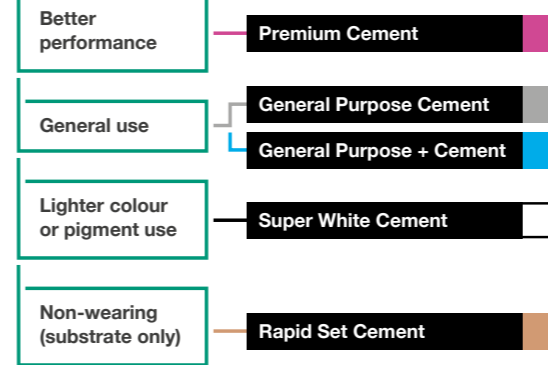 Better
performance
Premium Cement
General use
General Purpose Cement
General Purpose + Cement
Lighter colour
or pigment use
Super White Cement
Non-wearing
(substrate only)
Rapid Set Cement